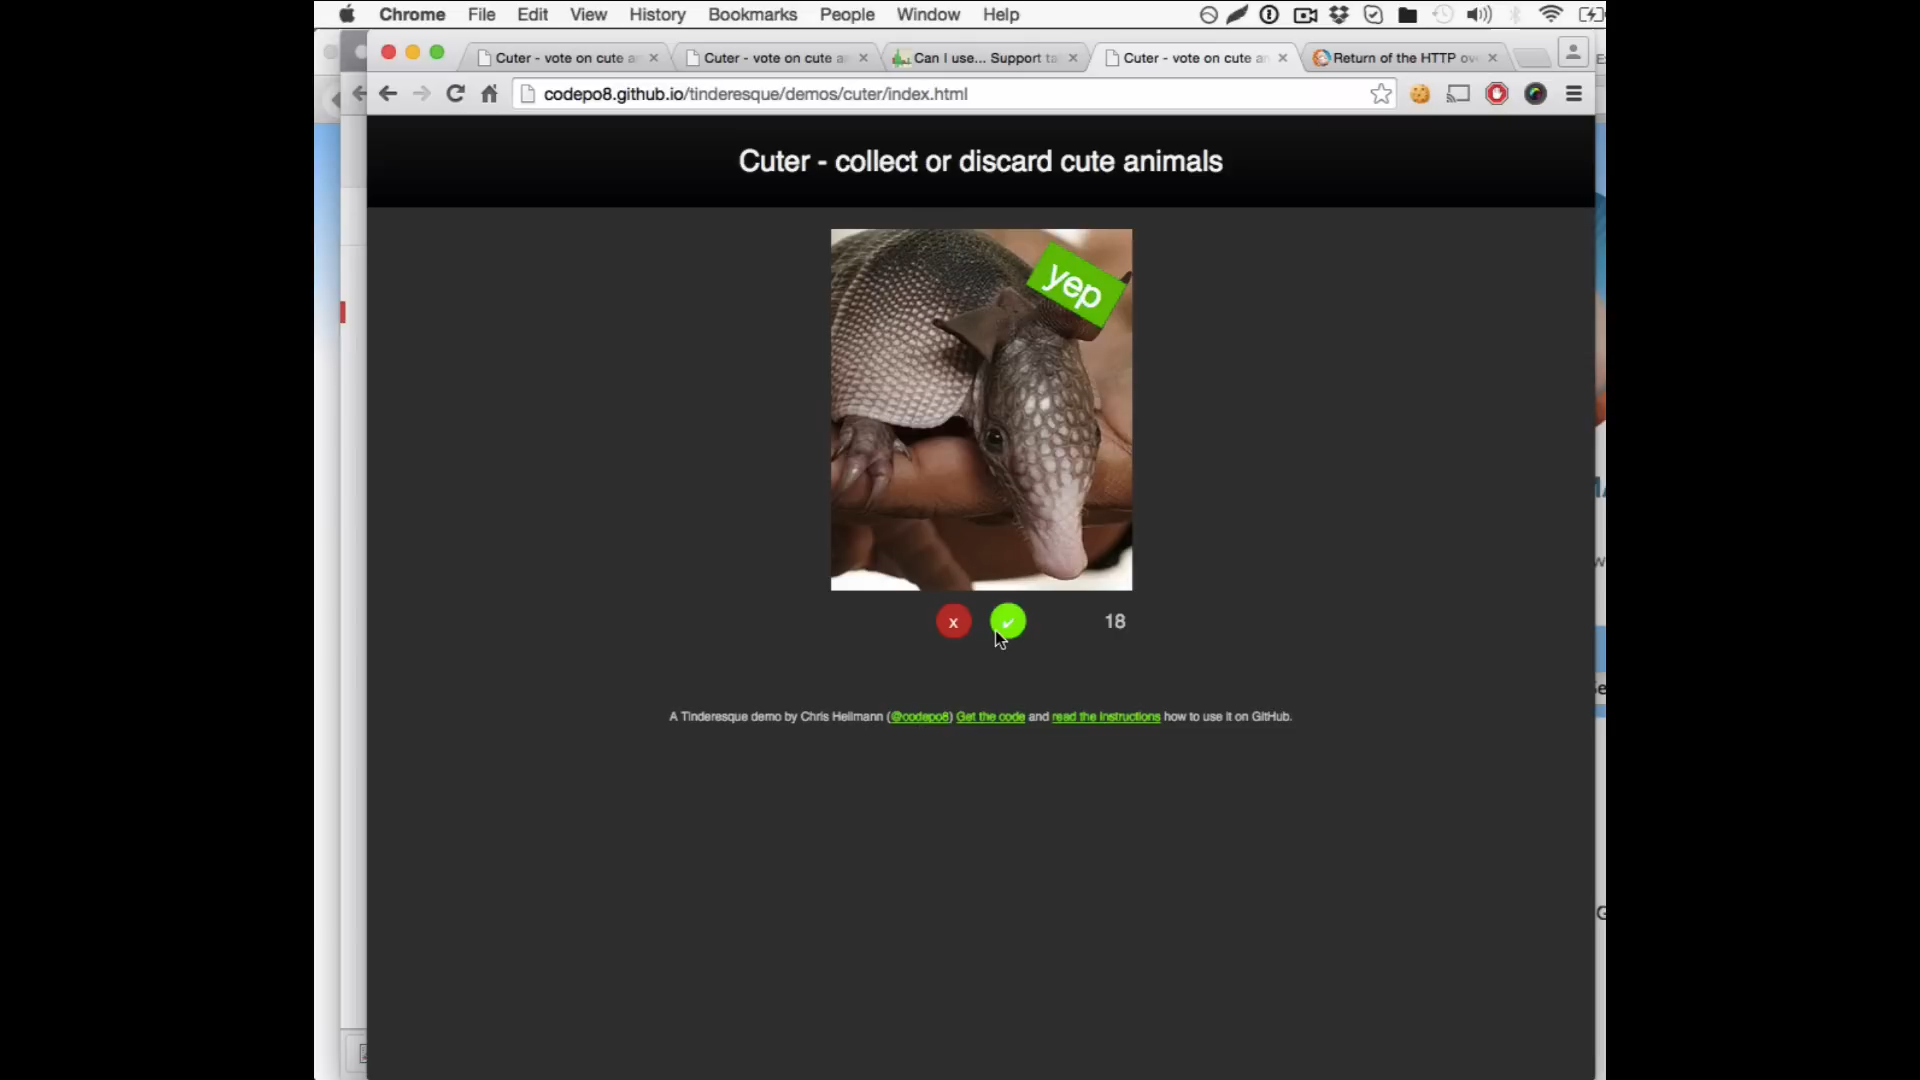 Chrome File Edit View History Bookmarks People Window Help
Cuter - vote on cute a
Cuter - vote on cute a
Can I use... Support ta
Cuter - vote on cute a
Return of the HTTP ov
codepo8.github.io/tinderesque/demos/cuter/index.html
Cuter - collect or discard cute animals
yep
x ✔ 18
A Tinderesque demo by Chris Heilmann (@codepo8) Get the code and read the instructions how to use it on GitHub.